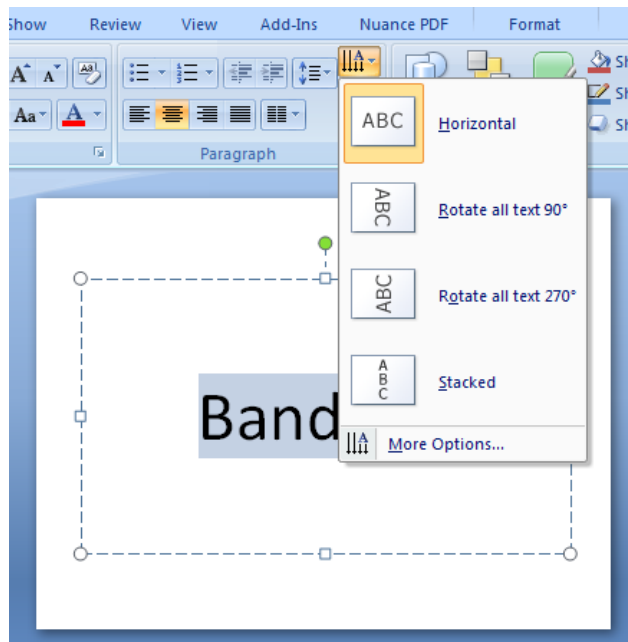 Show Review View Add-Ins Nuance PDF Format
A A Aa
Aa A
Paragraph
ABC Horizontal
ABC Rotate all text 90°
ABC Rotate all text 270°
A
B
C
Stacked
A More Options...
Band